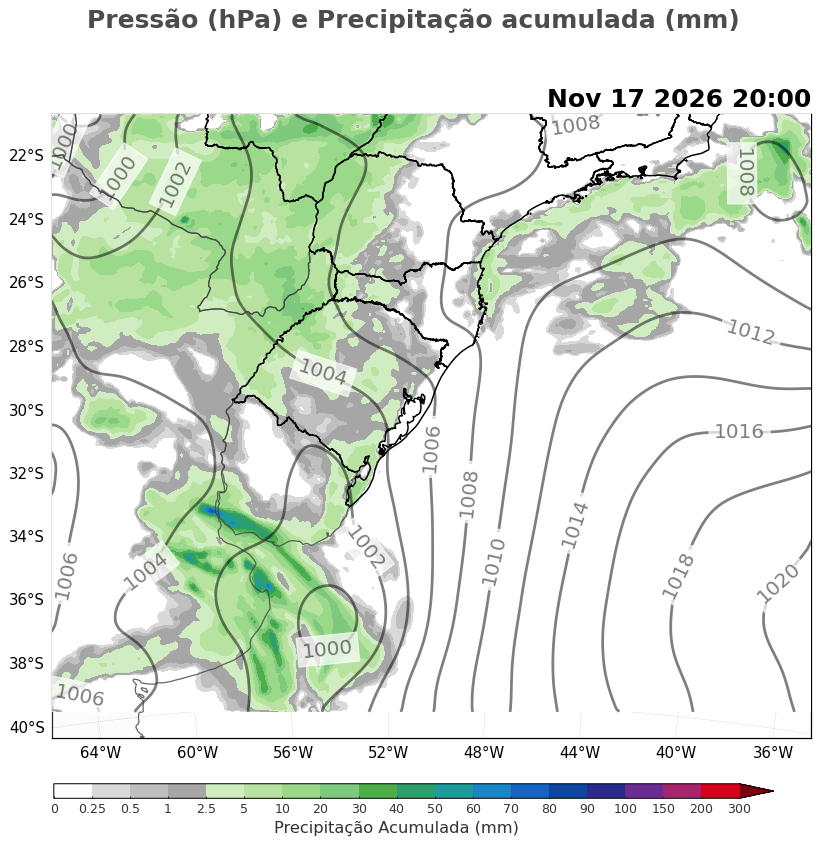 Pressão (hPa) e Precipitação acumulada (mm)
Nov 17 2026 20:00
1000
1000
1002
1008
1008
22°S
24°S
26°S
28°S
30°S
32°S
34°S
36°S
38°S
40°S
1012
1004
1016
1006
1008
1010
1014
1002
1004
1006
1018
1020
1000
1006
64°W 60°W 56°W 52°W 48°W 44°W 40°W 36°W
0 0.25 0.5 1 2.5 5 10 20 30 40 50 60 70 80 90 100 150 200 300
Precipitação Acumulada (mm)